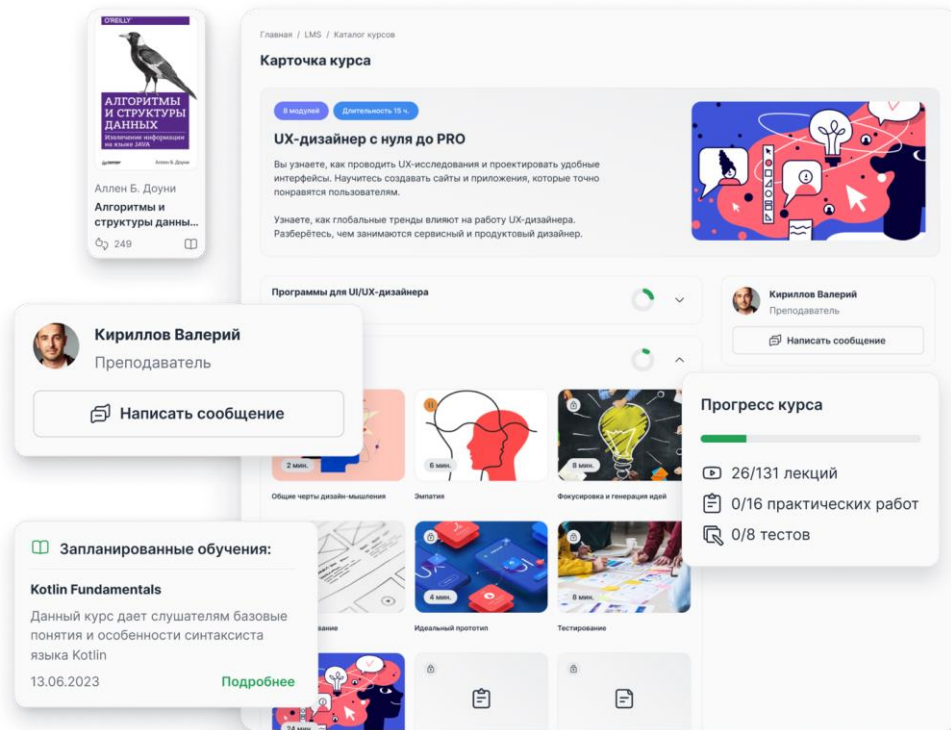 O'REILLY
АЛГОРИТМЫ
И СТРУКТУРЫ
ДАННЫХ
Извлечение информации
на языке JAVA
Аллен Б. Доуни
Аллен Б. Доуни
Алгоритмы и
структуры данны...
249
Главная / LMS / Каталог курсов
Карточка курса
8 модулей
Длительность 15 ч.
UX-дизайнер с нуля до PRO
Вы узнаете, как проводить UX-исследования и проектировать удобные
интерфейсы. Научитесь создавать сайты и приложения, которые точно
понравятся пользователям.
Узнаете, как глобальные тренды влияют на работу UX-дизайнера.
Разберётесь, чем занимаются сервисный и продуктовый дизайнер.
Программы для UI/UX-дизайнера
Кириллов Валерий
Преподаватель
Написать сообщение
Кириллов Валерий
Преподаватель
Написать сообщение
2 мин.
6 мин.
8 мин.
Общие черты дизайн-мышления
Эмпатия
Фокусировка и генерация идей
Прогресс курса
26/131 лекций
0/16 практических работ
0/8 тестов
4 мин.
8 мин.
Идеальный прототип
Тестирование
24 мин.
Запланированные обучения:
Kotlin Fundamentals
Данный курс дает слушателям базовые
понятия и особенности синтаксиста
языка Kotlin
13.06.2023
Подробнее